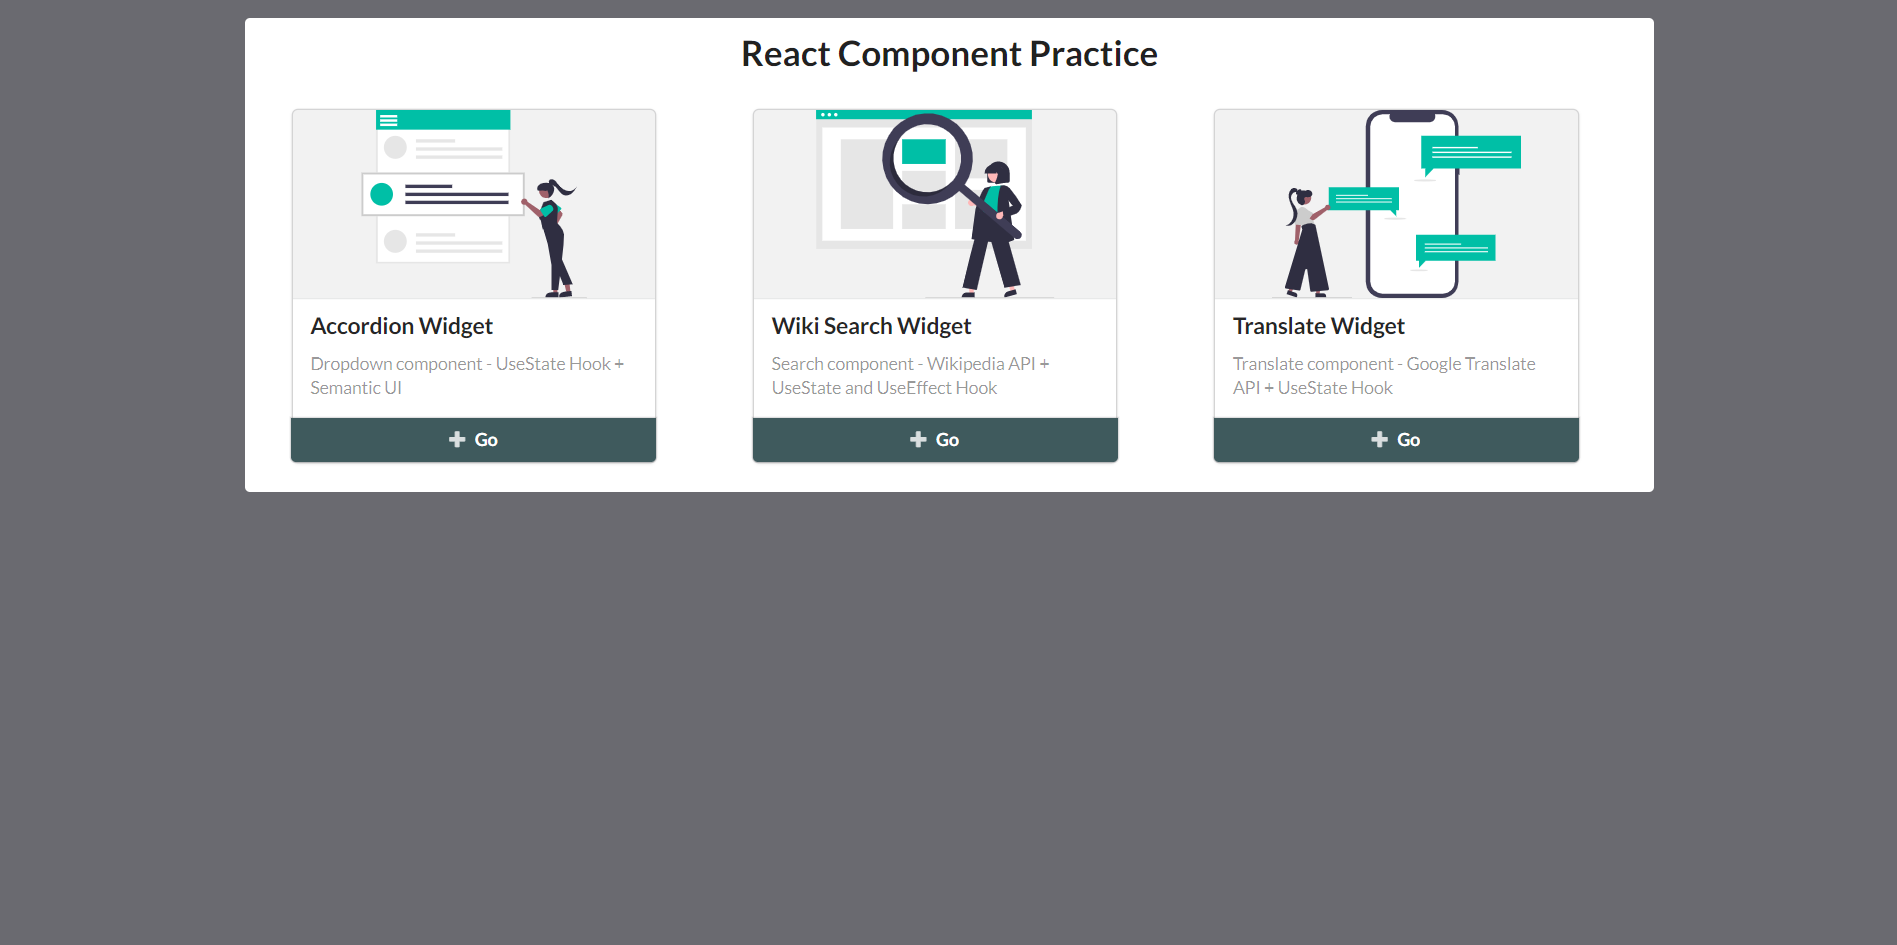 React Component Practice
Accordion Widget
Dropdown component - UseState Hook +
Semantic UI
Go
Wiki Search Widget
Search component - Wikipedia API +
UseState and UseEffect Hook
Go
Translate Widget
Translate component - Google Translate
API + UseState Hook
Go